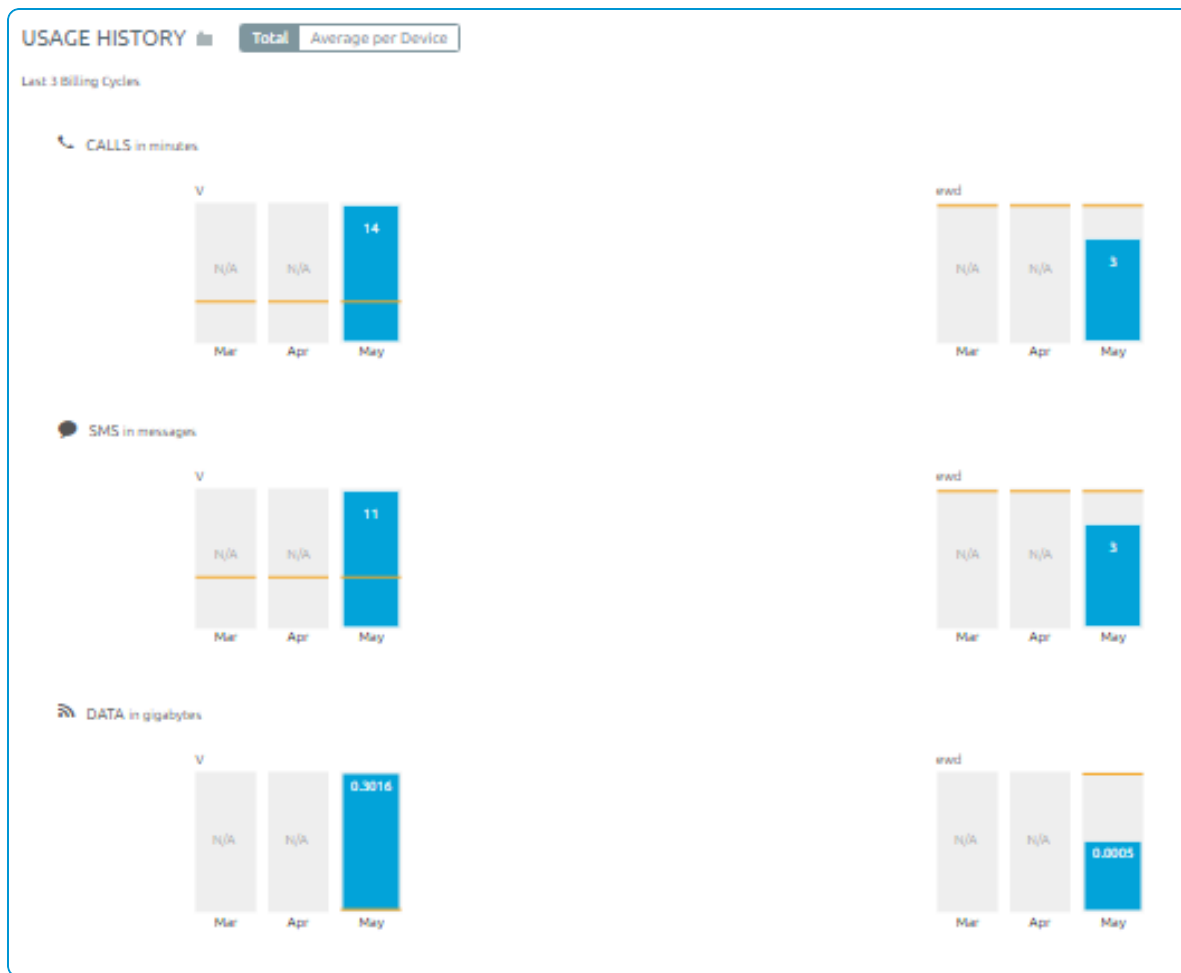 USAGE HISTORY Total Average per Device
Last 3 Billing Cycles
CALLS in minutes
V ewd
14
3
N/A N/A N/A N/A
Mar Apr May Mar Apr May
SMS in messages
V ewd
11
3
N/A N/A N/A N/A
Mar Apr May Mar Apr May
DATA in gigabytes
V ewd
0.3016
N/A N/A N/A N/A
0.0005
Mar Apr May Mar Apr May